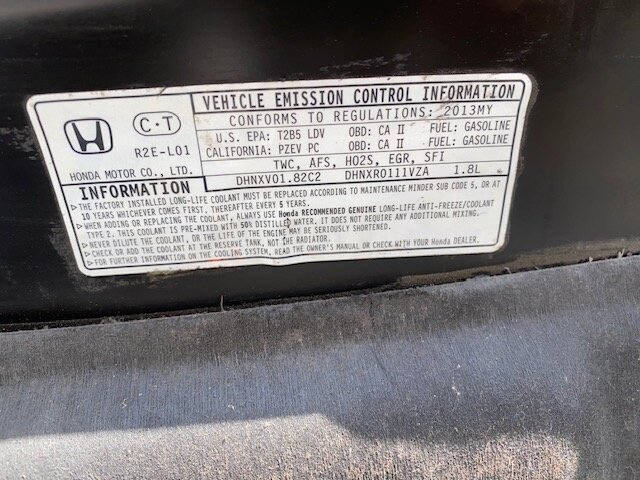 VEHICLE EMISSION CONTROL INFORMATION
CONFORMS TO REGULATIONS: 2013MY
C·T
R2E-L01
HONDA MOTOR CO., LTD.
U.S. EPA: T2B5 LDV OBD: CA II FUEL: GASOLINE
CALIFORNIA: PZEV PC OBD: CA II FUEL: GASOLINE
TWC, AFS, HO2S, EGR, SFI
DHNXV01.82C2 DHNXR0111VZA 1.8L
INFORMATION
▷THE FACTORY INSTALLED LONG-LIFE COOLANT MUST BE REPLACED ACCORDING TO MAINTENANCE MINDER SUB CODE 5, OR AT
10 YEARS WHICHEVER COMES FIRST. THEREAFTER EVERY 5 YEARS.
▷WHEN ADDING OR REPLACING THE COOLANT, ALWAYS USE Honda RECOMMENDED GENUINE LONG-LIFE ANTI-FREEZE/COOLANT
TYPE 2. THIS COOLANT IS PRE-MIXED WITH 50% DISTILLED WATER. IT DOES NOT REQUIRE ANY ADDITIONAL MIXING.
▷NEVER DILUTE THE COOLANT, OR THE LIFE OF THE ENGINE MAY BE SERIOUSLY SHORTENED.
▷CHECK OR ADD THE COOLANT AT THE RESERVE TANK, NOT THE RADIATOR.
▷FOR FURTHER INFORMATION ON THE COOLING SYSTEM, READ THE OWNER'S MANUAL OR CHECK WITH YOUR Honda DEALER.